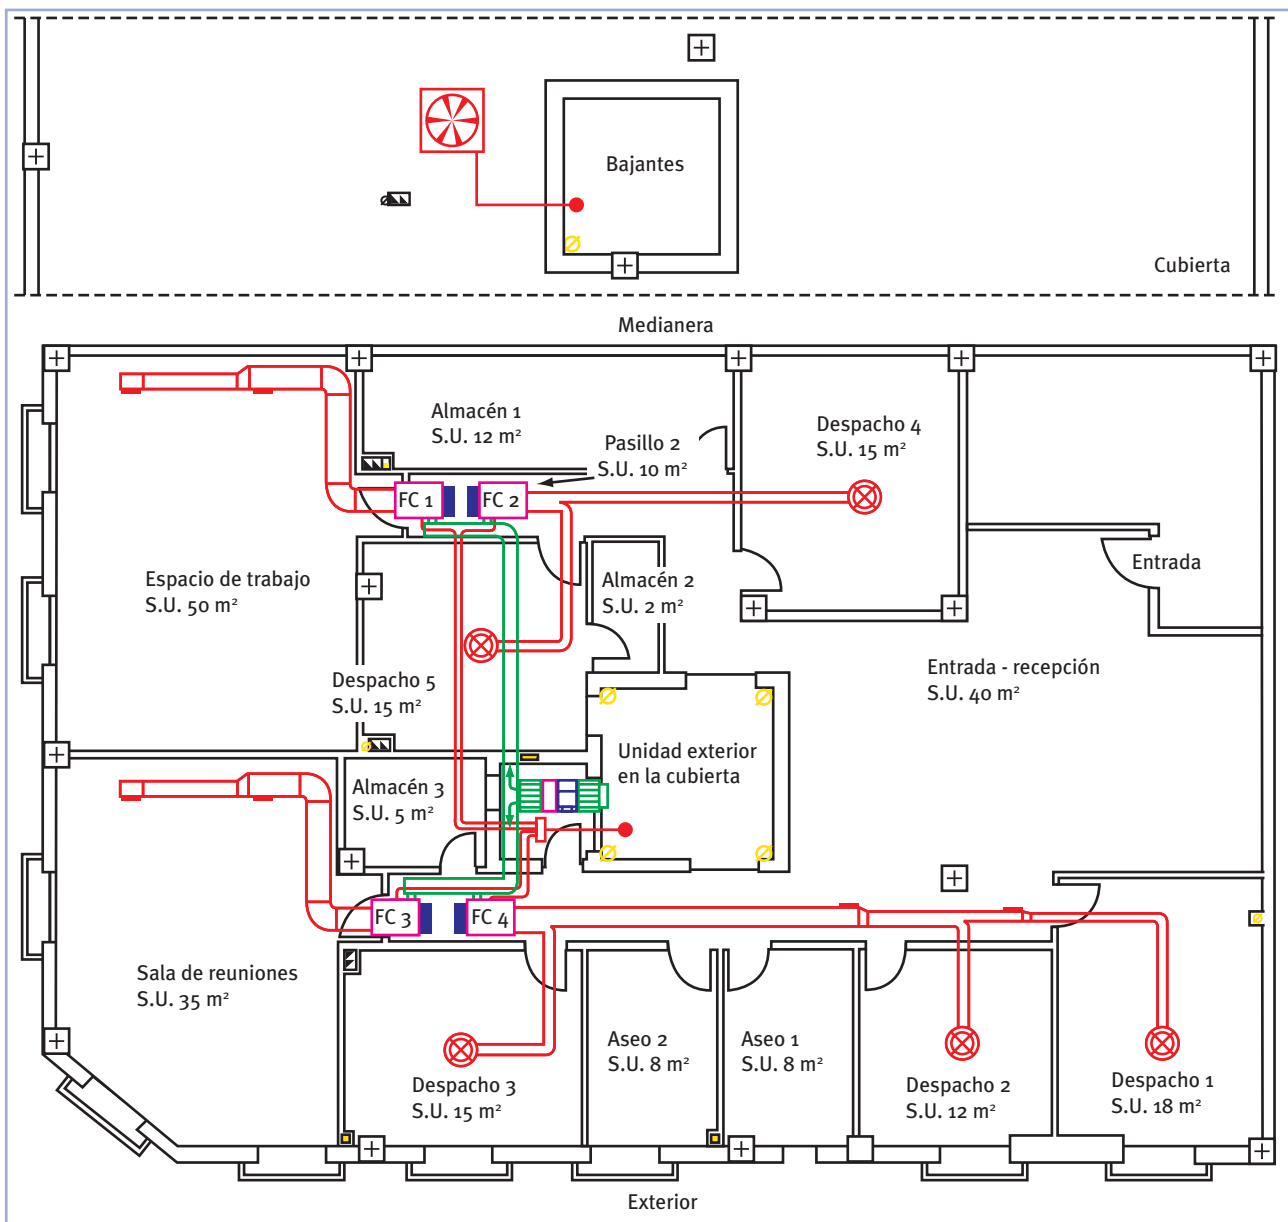 Bajantes
Cubierta
Medianera
Almacén 1
S.U. 12 m²
Pasillo 2
S.U. 10 m²
Despacho 4
S.U. 15 m²
FC 1
FC 2
Espacio de trabajo
S.U. 50 m²
Almacén 2
S.U. 2 m²
Entrada
Despacho 5
S.U. 15 m²
Entrada - recepción
S.U. 40 m²
Unidad exterior
en la cubierta
Almacén 3
S.U. 5 m²
FC 3
FC 4
Sala de reuniones
S.U. 35 m²
Despacho 3
S.U. 15 m²
Aseo 2
S.U. 8 m²
Aseo 1
S.U. 8 m²
Despacho 2
S.U. 12 m²
Despacho 1
S.U. 18 m²
Exterior